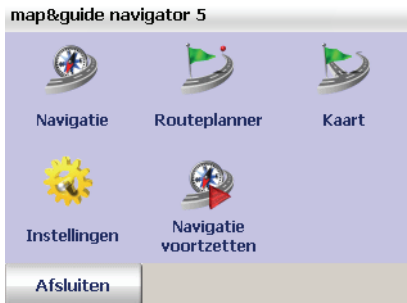 map&guide navigator 5
Navigatie
Routeplanner
Kaart
Instellingen
Navigatie
voortzetten
Afsluiten